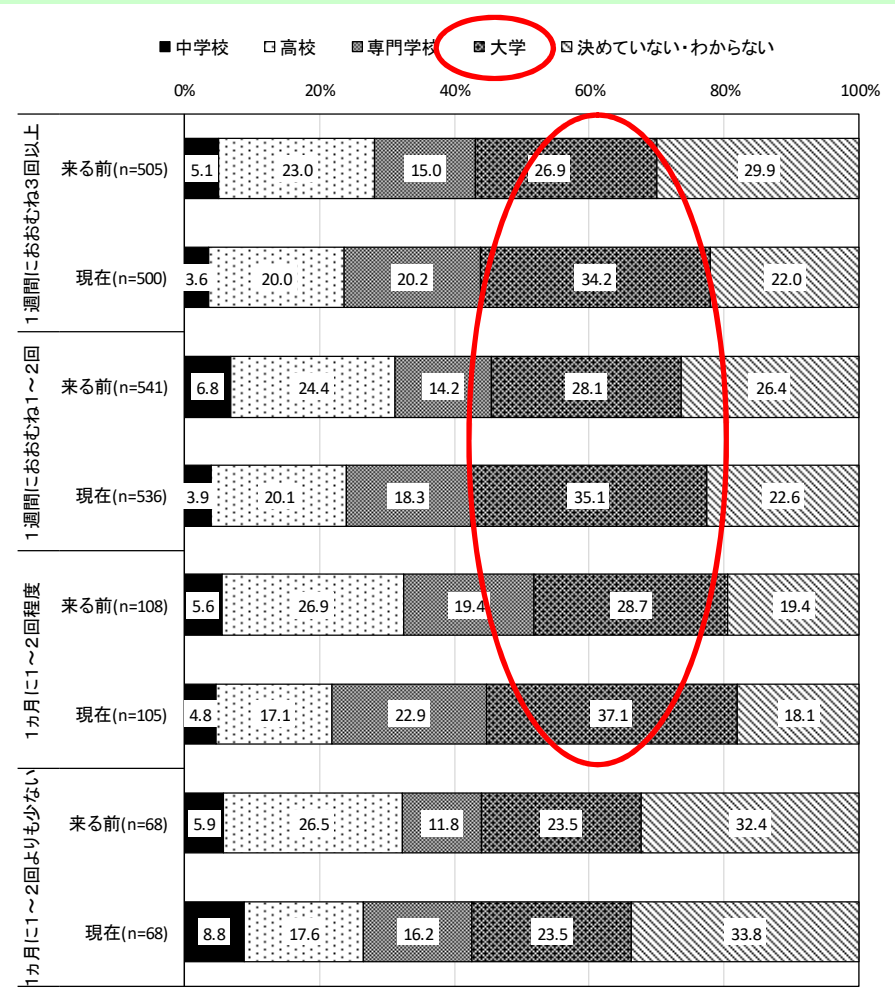 ■中学校 □高校 ▩専門学校 ▩大学 ▧決めていない・わからない
0% 20% 40% 60% 80% 100%
1週間におおむね3回以上
来る前(n=505) 5.1 23.0 15.0 26.9 29.9
現在(n=500) 3.6 20.0 20.2 34.2 22.0
1週間におおむね1~2回
来る前(n=541) 6.8 24.4 14.2 28.1 26.4
現在(n=536) 3.9 20.1 18.3 35.1 22.6
1ヵ月に1~2回程度
来る前(n=108) 5.6 26.9 19.4 28.7 19.4
現在(n=105) 4.8 17.1 22.9 37.1 18.1
1ヵ月に1~2回よりも少ない
来る前(n=68) 5.9 26.5 11.8 23.5 32.4
現在(n=68) 8.8 17.6 16.2 23.5 33.8